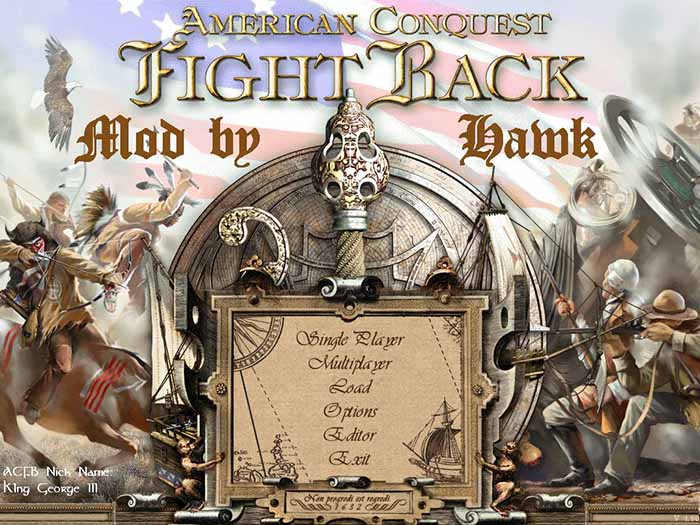 AMERICAN CONQUEST
FIGHT BACK
Mod by Hawk
Single Player
Multiplayer
Load
Options
Editor
Exit
Non progredi est regredi
1652
ACFB Nick Name:
King George III